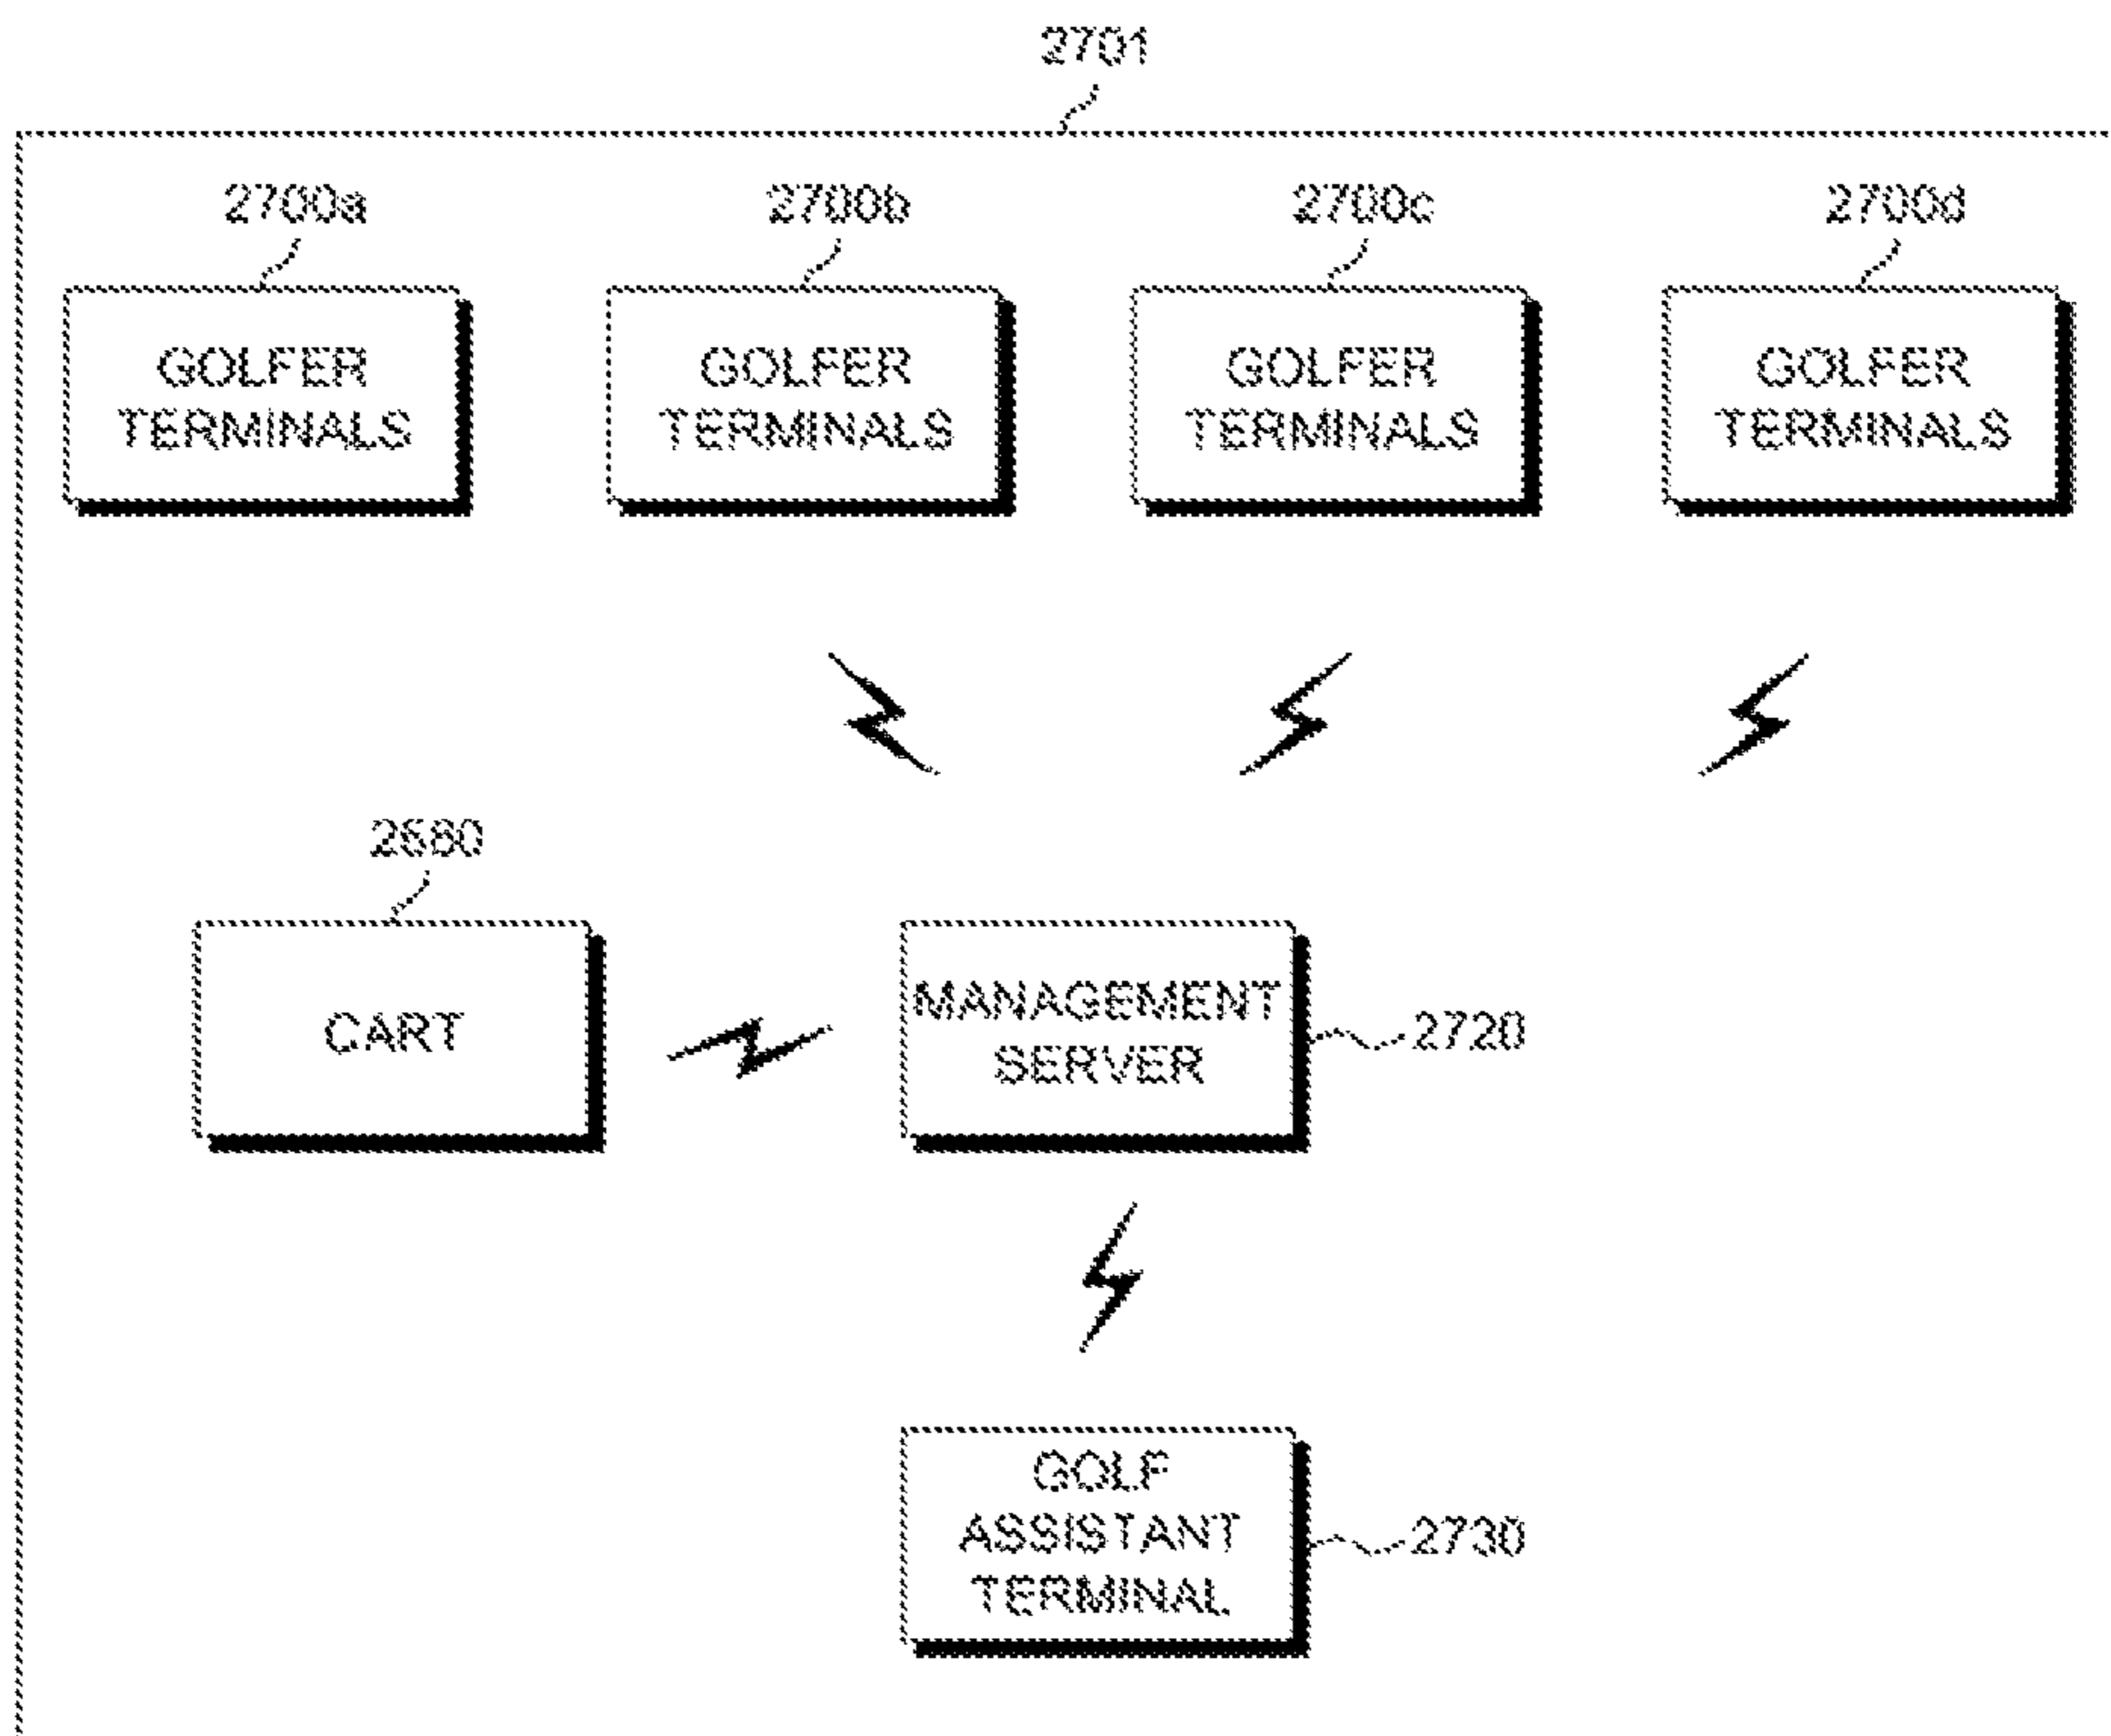 2701
2700a 2700b 2700c 2700d
GOLFER GOLFER GOLFER GOLFER
TERMINALS TERMINALS TERMINALS TERMINALS
CART
MANAGEMENT
SERVER
2720
GOLF
ASSISTANT
TERMINAL
2730